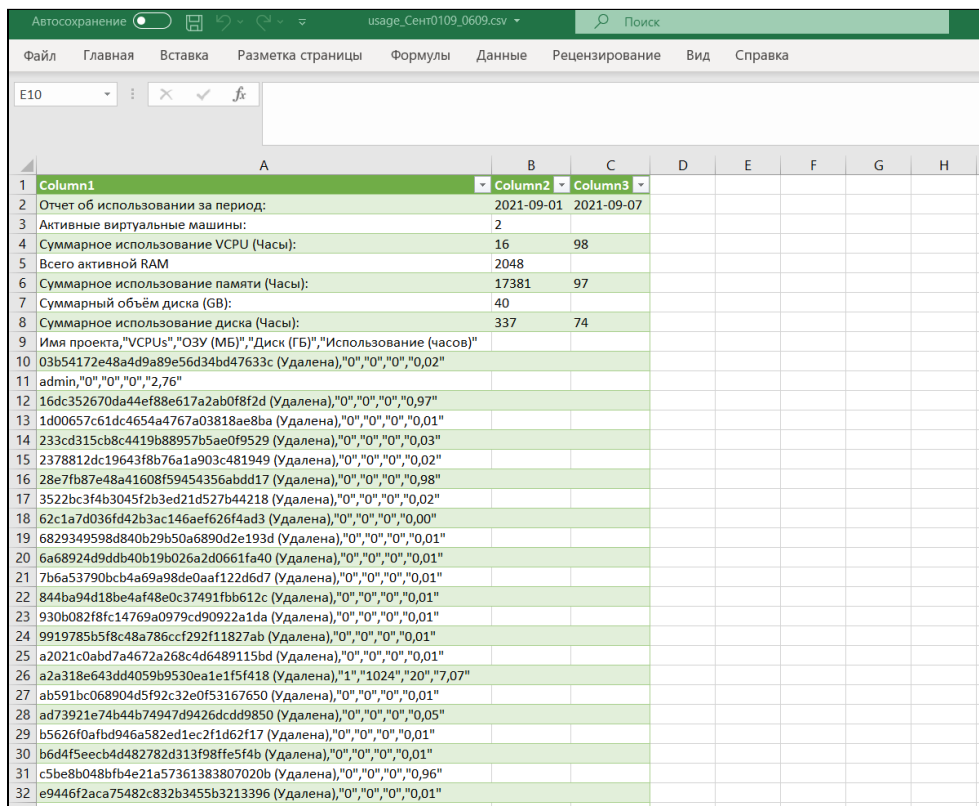 Автосохранение usage_Сент0109_0609.csv Поиск
Файл Главная Вставка Разметка страницы Формулы Данные Рецензирование Вид Справка
E10 fx
A B C D E F G H
1 Column1 Column2 Column3
2 Отчет об использовании за период: 2021-09-01 2021-09-07
3 Активные виртуальные машины: 2
4 Суммарное использование VCPU (Часы): 16 98
5 Всего активной RAM 2048
6 Суммарное использование памяти (Часы): 17381 97
7 Суммарный объём диска (GB): 40
8 Суммарное использование диска (Часы): 337 74
9 Имя проекта,"VCPUs","ОЗУ (МБ)","Диск (ГБ)","Использование (часов)"
10 03b54172e48a4d9a89e56d34bd47633c (Удалена),"0","0","0","0,02"
11 admin,"0","0","0","2,76"
12 16dc352670da44ef88e617a2ab0f8f2d (Удалена),"0","0","0","0,97"
13 1d00657c61dc4654a4767a03818ae8ba (Удалена),"0","0","0","0,01"
14 233cd315cb8c4419b88957b5ae0f9529 (Удалена),"0","0","0","0,03"
15 2378812dc19643f8b76a1a903c481949 (Удалена),"0","0","0","0,02"
16 28e7fb87e48a41608f59454356abdd17 (Удалена),"0","0","0","0,98"
17 3522bc3f4b3045f2b3ed21d527b44218 (Удалена),"0","0","0","0,02"
18 62c1a7d036fd42b3ac146aef626f4ad3 (Удалена),"0","0","0","0,00"
19 6829349598d840b29b50a6890d2e193d (Удалена),"0","0","0","0,01"
20 6a68924d9ddb40b19b026a2d0661fa40 (Удалена),"0","0","0","0,01"
21 7b6a53790bcb4a69a98de0aaf122d6d7 (Удалена),"0","0","0","0,01"
22 844ba94d18be4af48e0c37491fbb612c (Удалена),"0","0","0","0,01"
23 930b082f8fc14769a0979cd90922a1da (Удалена),"0","0","0","0,01"
24 9919785b5f8c48a786ccf292f11827ab (Удалена),"0","0","0","0,01"
25 a2021c0abd7a4672a268c4d6489115bd (Удалена),"0","0","0","0,01"
26 a2a318e643dd4059b9530ea1e1f5f418 (Удалена),"1","1024","20","7,07"
27 ab591bc068904d5f92c32e0f53167650 (Удалена),"0","0","0","0,01"
28 ad73921e74b44b74947d9426dcdd9850 (Удалена),"0","0","0","0,05"
29 b5626f0afbd946a582ed1ec2f1d62f17 (Удалена),"0","0","0","0,01"
30 b6d4f5eecb4d482782d313f98ffe5f4b (Удалена),"0","0","0","0,01"
31 c5be8b048bfb4e21a57361383807020b (Удалена),"0","0","0","0,96"
32 e9446f2aca75482c832b3455b3213396 (Удалена),"0","0","0","0,01"